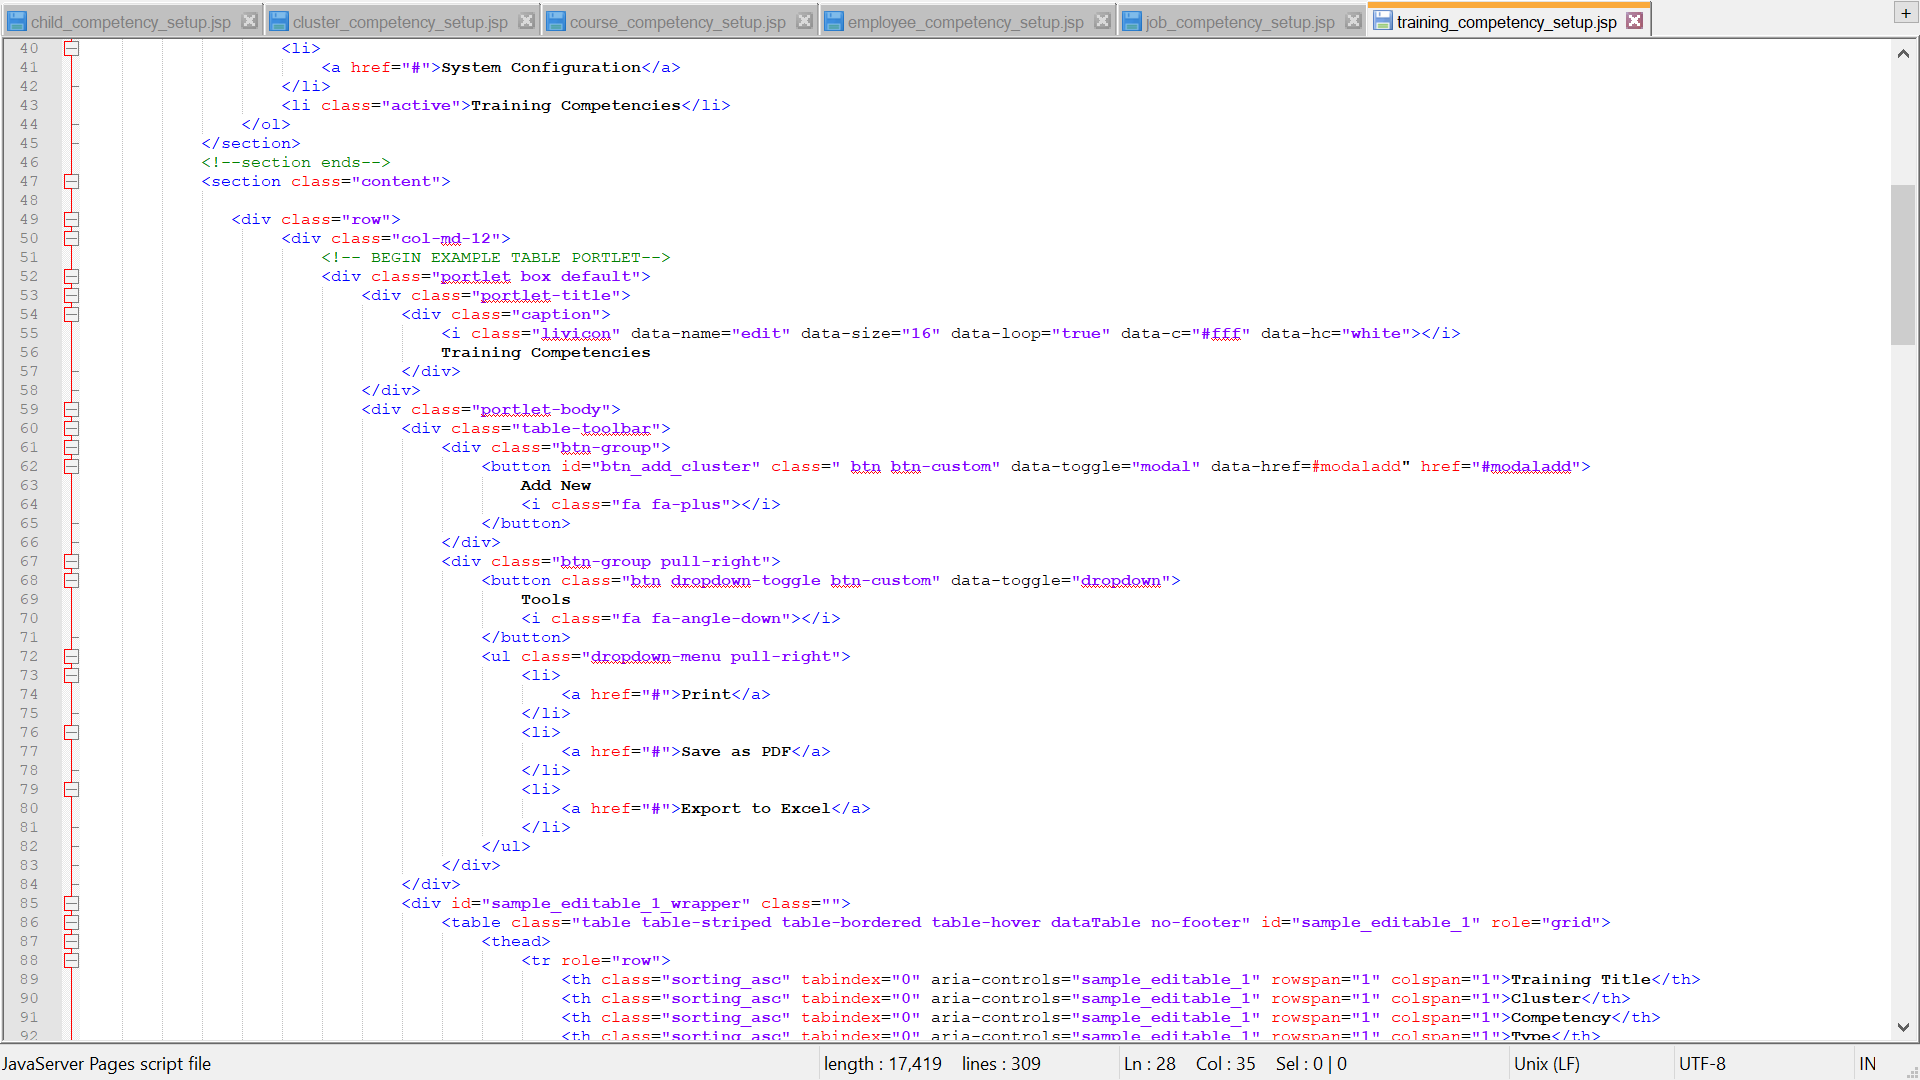 child_competency_setup.jsp cluster_competency_setup.jsp course_competency_setup.jsp employee_competency_setup.jsp job_competency_setup.jsp training_competency_setup.jsp +
40 <li>
41 <a href="#">System Configuration</a>
42 </li>
43 <li class="active">Training Competencies</li>
44 </ol>
45 </section>
46 <!--section ends-->
47 <section class="content">
48
49 <div class="row">
50 <div class="col-md-12">
51 <!-- BEGIN EXAMPLE TABLE PORTLET-->
52 <div class="portlet box default">
53 <div class="portlet-title">
54 <div class="caption">
55 <i class="livicon" data-name="edit" data-size="16" data-loop="true" data-c="#fff" data-hc="white"></i>
56 Training Competencies
57 </div>
58 </div>
59 <div class="portlet-body">
60 <div class="table-toolbar">
61 <div class="btn-group">
62 <button id="btn_add_cluster" class=" btn btn-custom" data-toggle="modal" data-href=#modaladd" href="#modaladd">
63 Add New
64 <i class="fa fa-plus"></i>
65 </button>
66 </div>
67 <div class="btn-group pull-right">
68 <button class="btn dropdown-toggle btn-custom" data-toggle="dropdown">
69 Tools
70 <i class="fa fa-angle-down"></i>
71 </button>
72 <ul class="dropdown-menu pull-right">
73 <li>
74 <a href="#">Print</a>
75 </li>
76 <li>
77 <a href="#">Save as PDF</a>
78 </li>
79 <li>
80 <a href="#">Export to Excel</a>
81 </li>
82 </ul>
83 </div>
84 </div>
85 <div id="sample_editable_1_wrapper" class="">
86 <table class="table table-striped table-bordered table-hover dataTable no-footer" id="sample_editable_1" role="grid">
87 <thead>
88 <tr role="row">
89 <th class="sorting_asc" tabindex="0" aria-controls="sample_editable_1" rowspan="1" colspan="1">Training Title</th>
90 <th class="sorting_asc" tabindex="0" aria-controls="sample_editable_1" rowspan="1" colspan="1">Cluster</th>
91 <th class="sorting_asc" tabindex="0" aria-controls="sample_editable_1" rowspan="1" colspan="1">Competency</th>
92 <th class="sorting_asc" tabindex="0" aria-controls="sample_editable_1" rowspan="1" colspan="1">Type</th>
JavaServer Pages script file length : 17,419 lines : 309 Ln : 28 Col : 35 Sel : 0 | 0 Unix (LF) UTF-8 IN